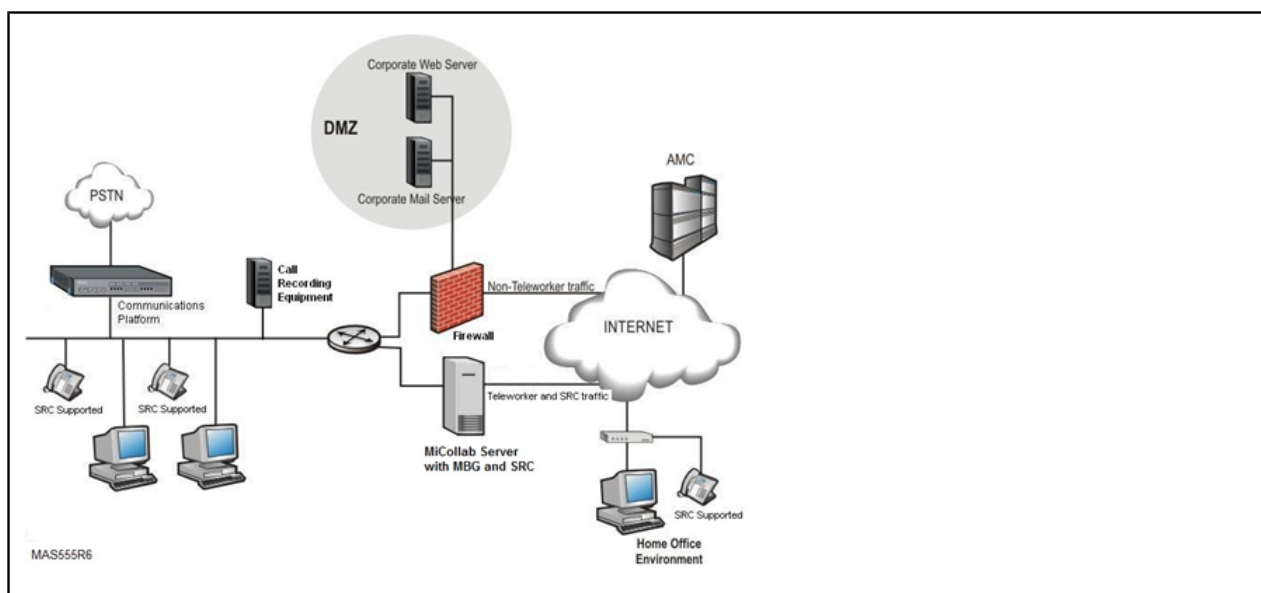 Corporate Web Server
DMZ
Corporate Mail Server
AMC
PSTN
Call
Recording
Equipment
Communications
Platform
Non-Teleworker traffic
INTERNET
Firewall
SRC Supported
SRC Supported
Teleworker and SRC traffic
MiCollab Server
with MBG and SRC
SRC Supported
Home Office
Environment
MAS555R6